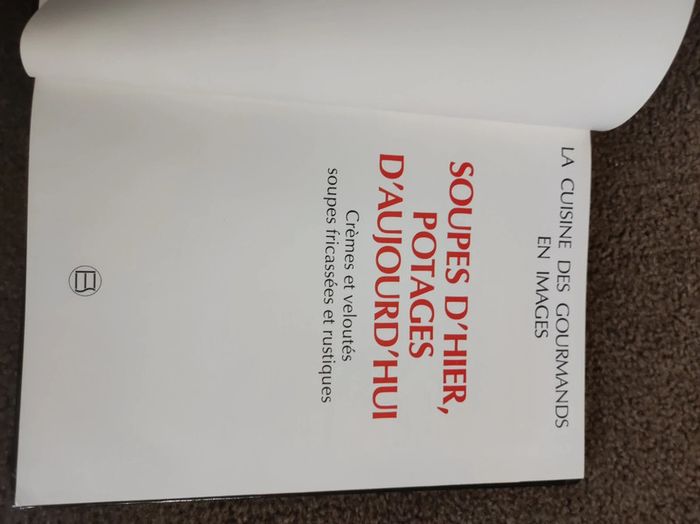 LA CUISINE DES GOURMANDS
EN IMAGES
SOUPES D'HIER,
POTAGES
D'AUJOURD'HUI
Crèmes et veloutés
soupes fricassées et rustiques